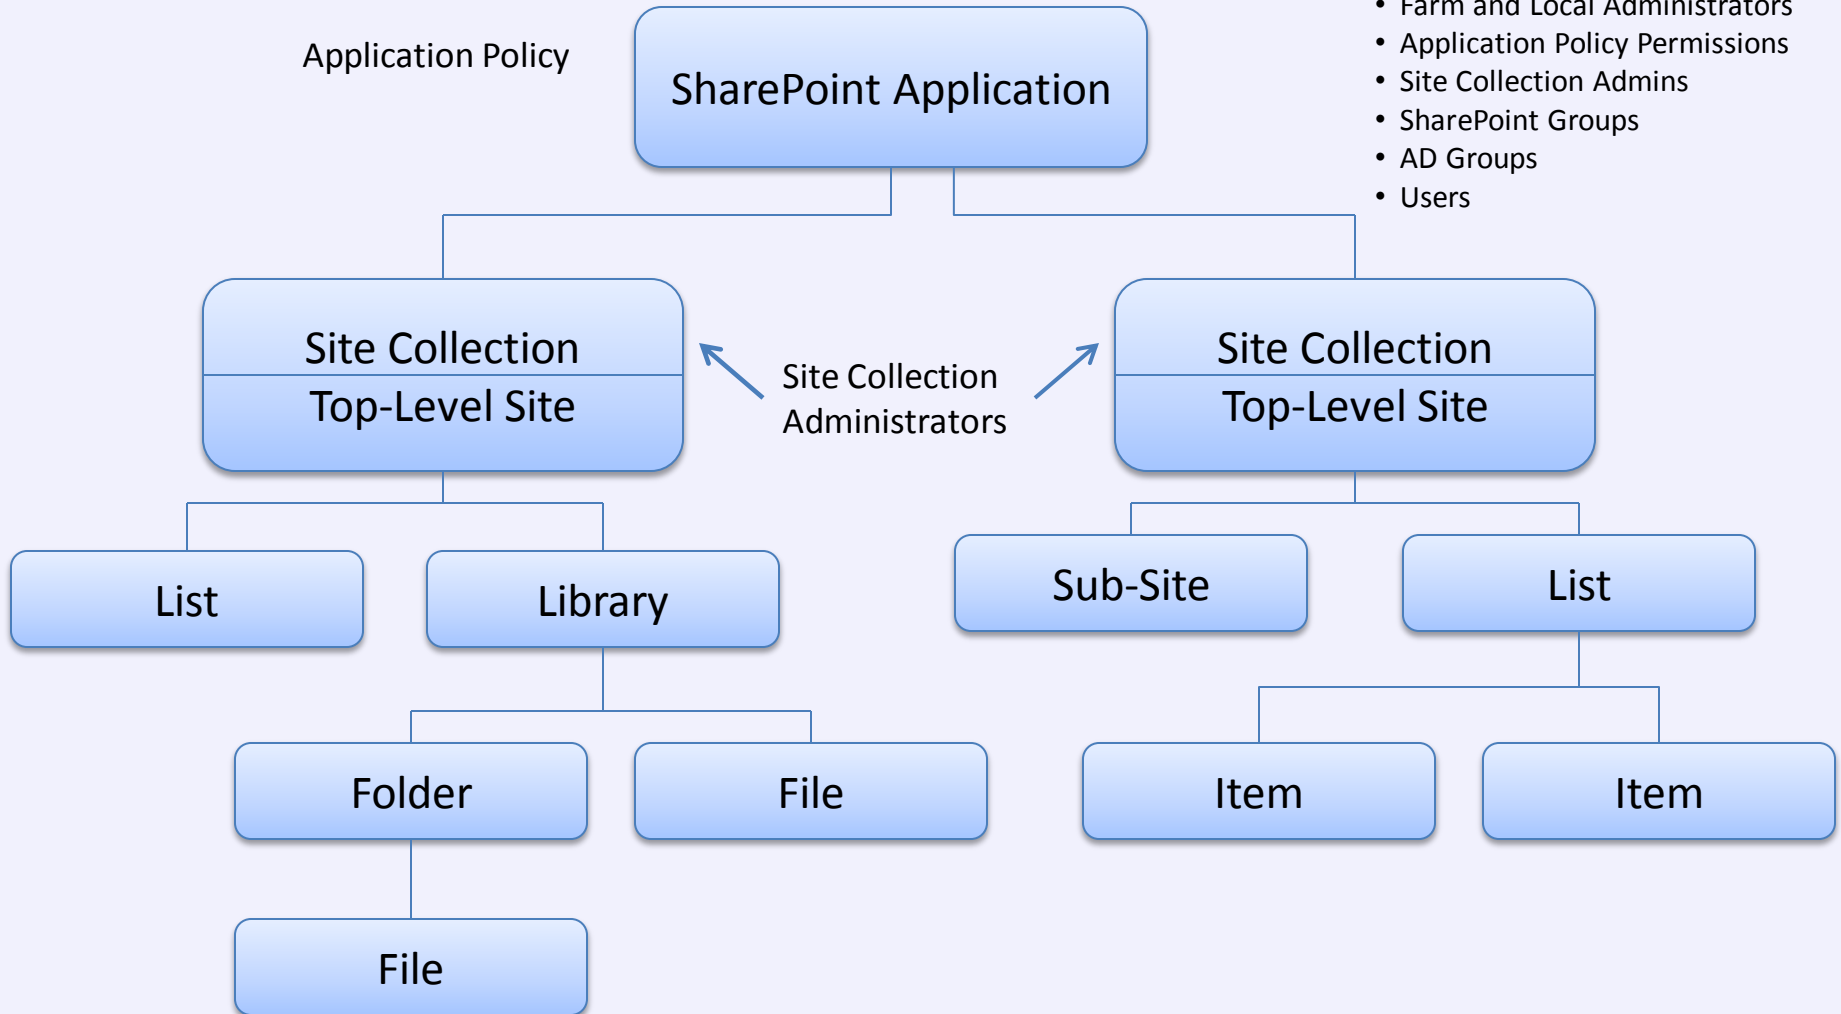 • Farm and Local Administrators
Application Policy
• Application Policy Permissions
SharePoint Application
• Site Collection Admins
• SharePoint Groups
• AD Groups
• Users
Site Collection
Top-Level Site
Site Collection
Administrators
Site Collection
Top-Level Site
List
Library
Sub-Site
List
Folder
File
Item
Item
File